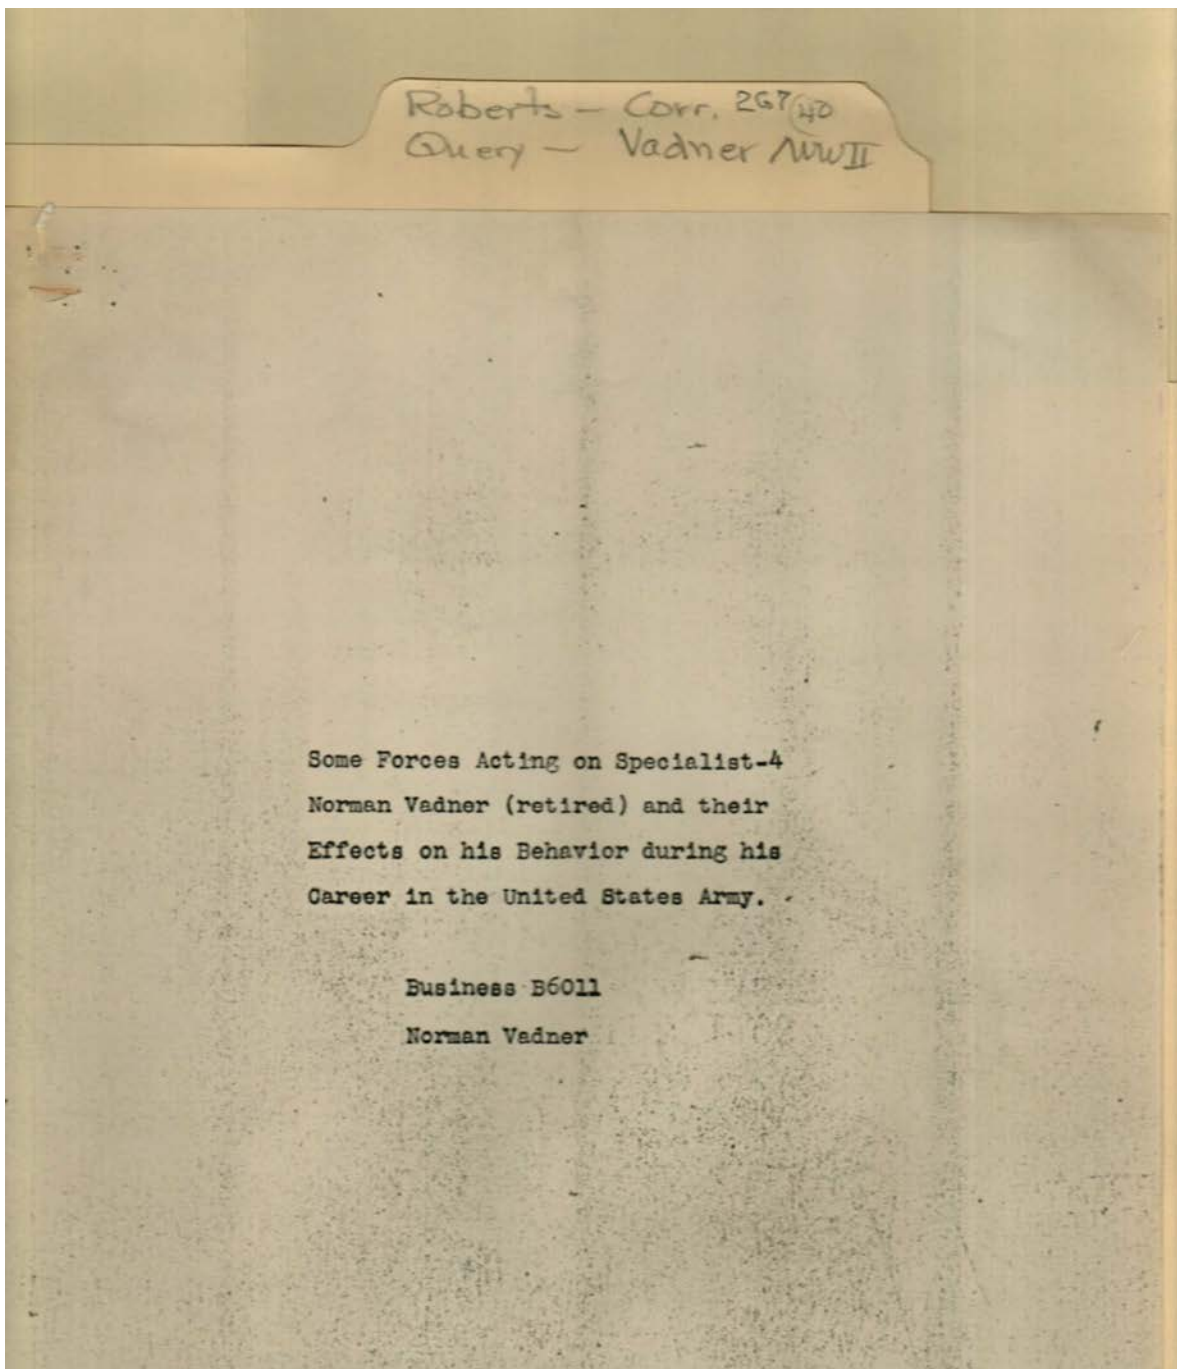 Roberts — Corr. 267 40
Query — Vadner WWII
Some Forces Acting on Specialist-4
Norman Vadner (retired) and their
Effects on his Behavior during his
Career in the United States Army.
Business B6011
Norman Vadner